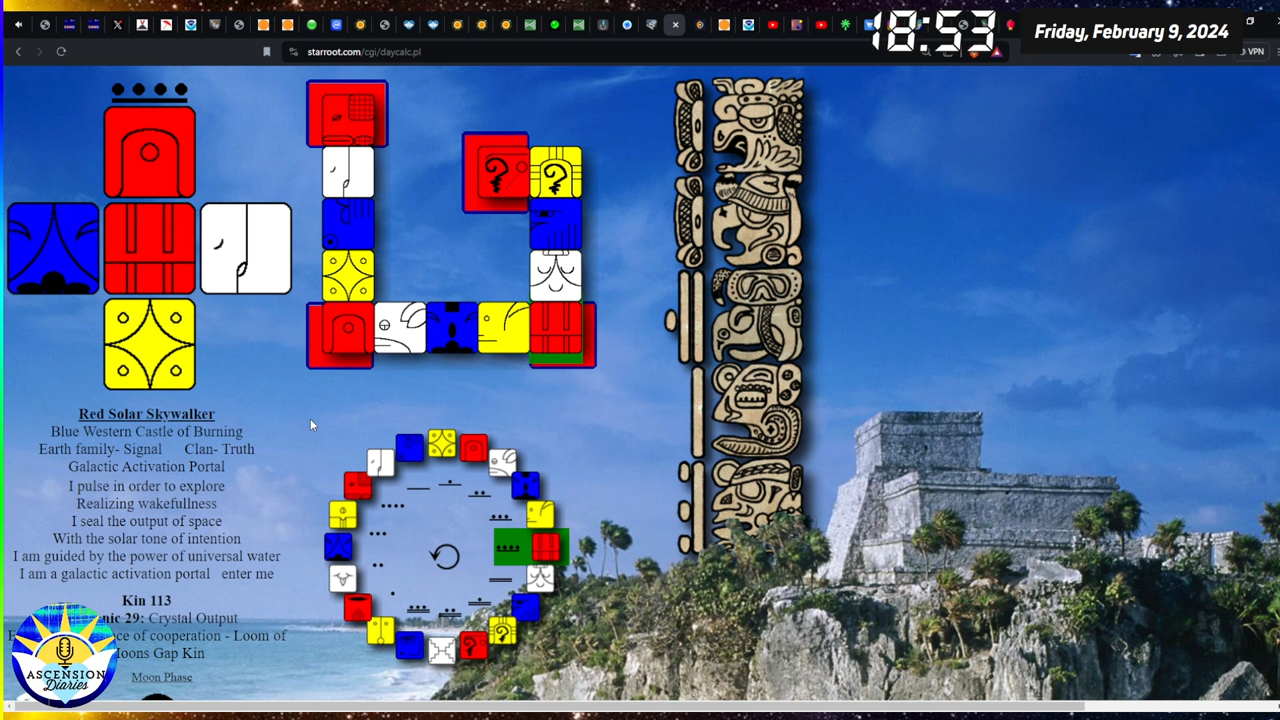 18:53
Friday, February 9, 2024
starroot.com/cgi/daycalc.pl
VPN
Red Solar Skywalker
Blue Western Castle of Burning
Earth family- Signal Clan- Truth
Galactic Activation Portal
I pulse in order to explore
Realizing wakefullness
I seal the output of space
With the solar tone of intention
I am guided by the power of universal water
I am a galactic activation portal enter me
Kin 113
29: Crystal Output
of cooperation - Loom of
Moons Gap Kin
Moon Phase
ASCENSION
Diaries